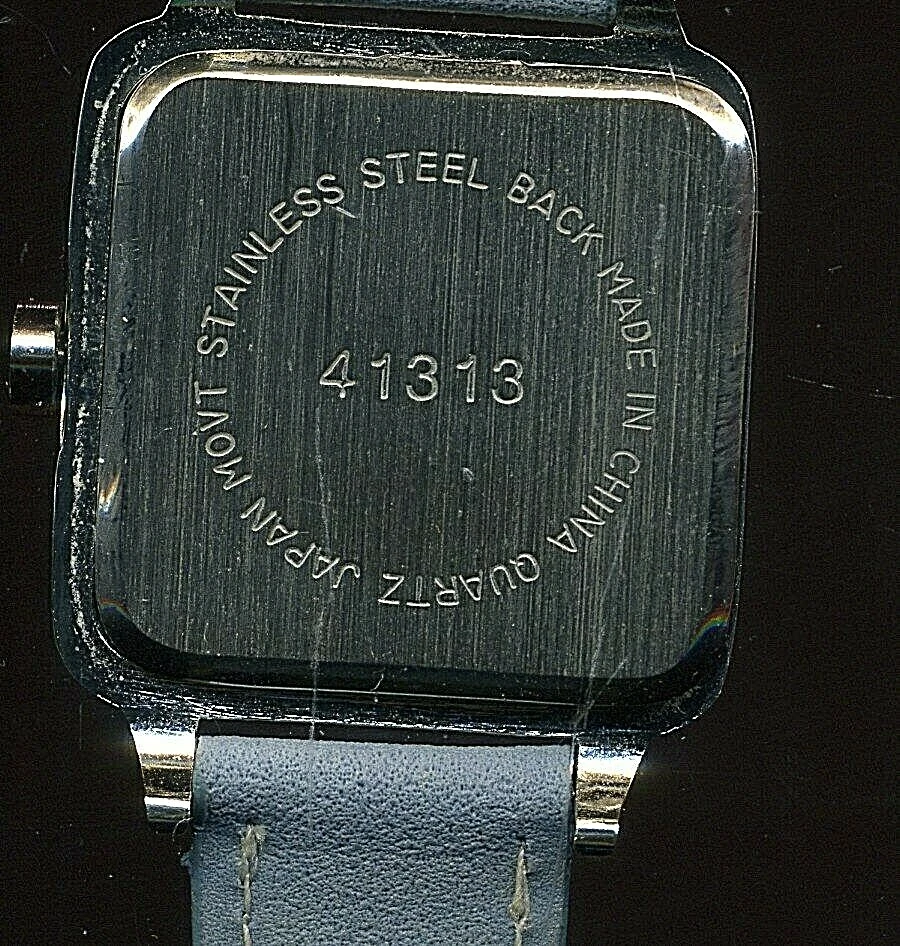 STAINLESS STEEL BACK MADE IN CHINA QUARTZ JAPAN MOVT
41313